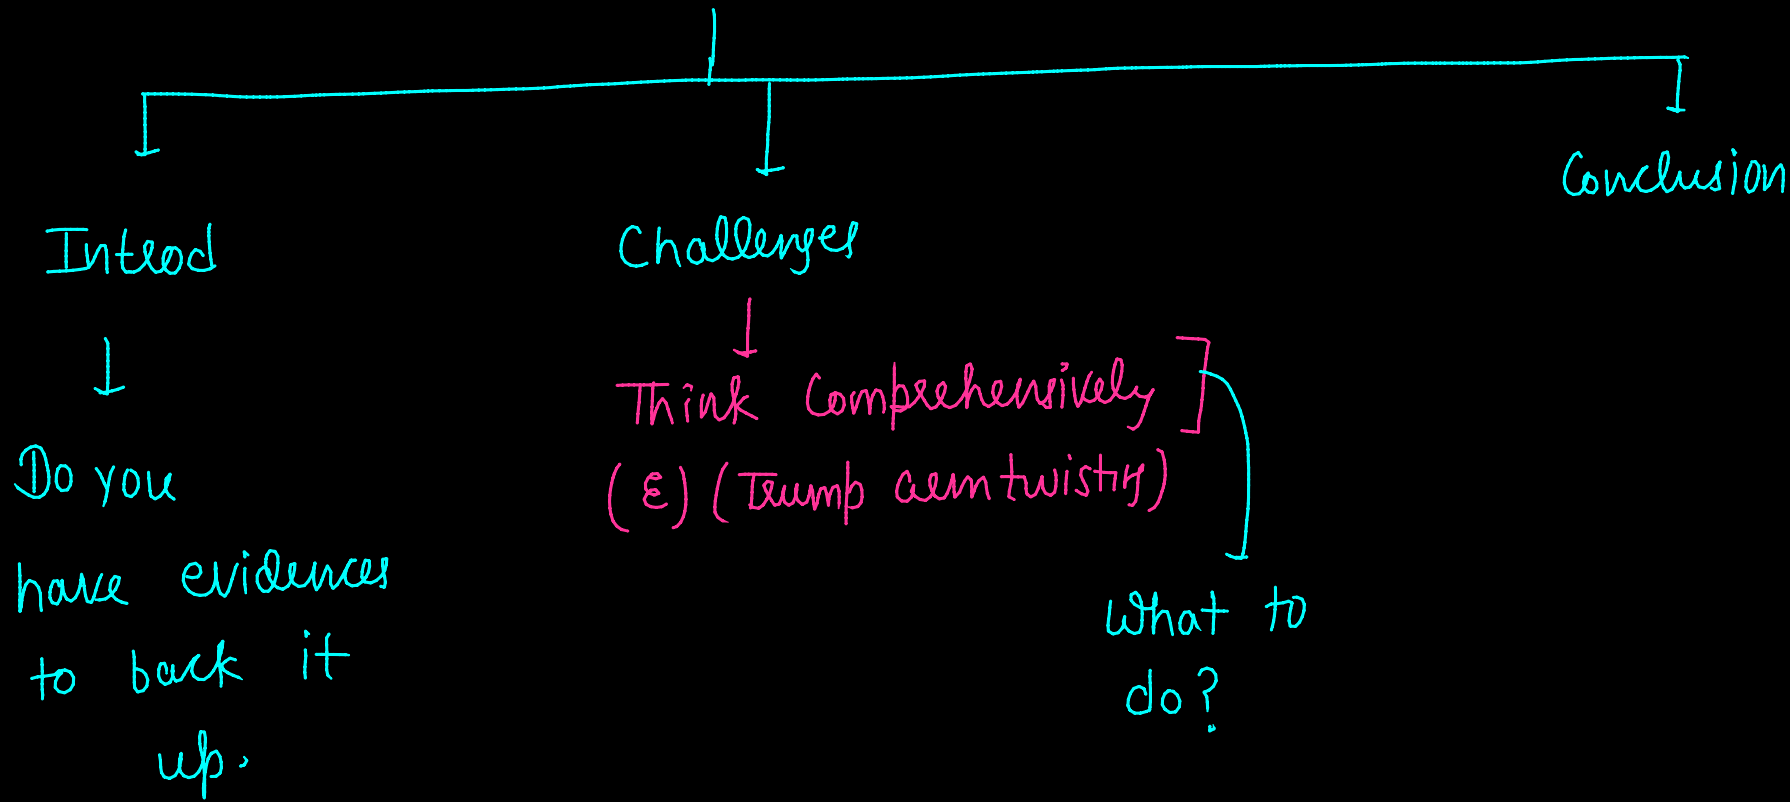 Introd
Do you
have evidences
to back it
up.
Challenges
Think Comprehensively
(E) (Trump armtwisting)
What to
do?
Conclusion